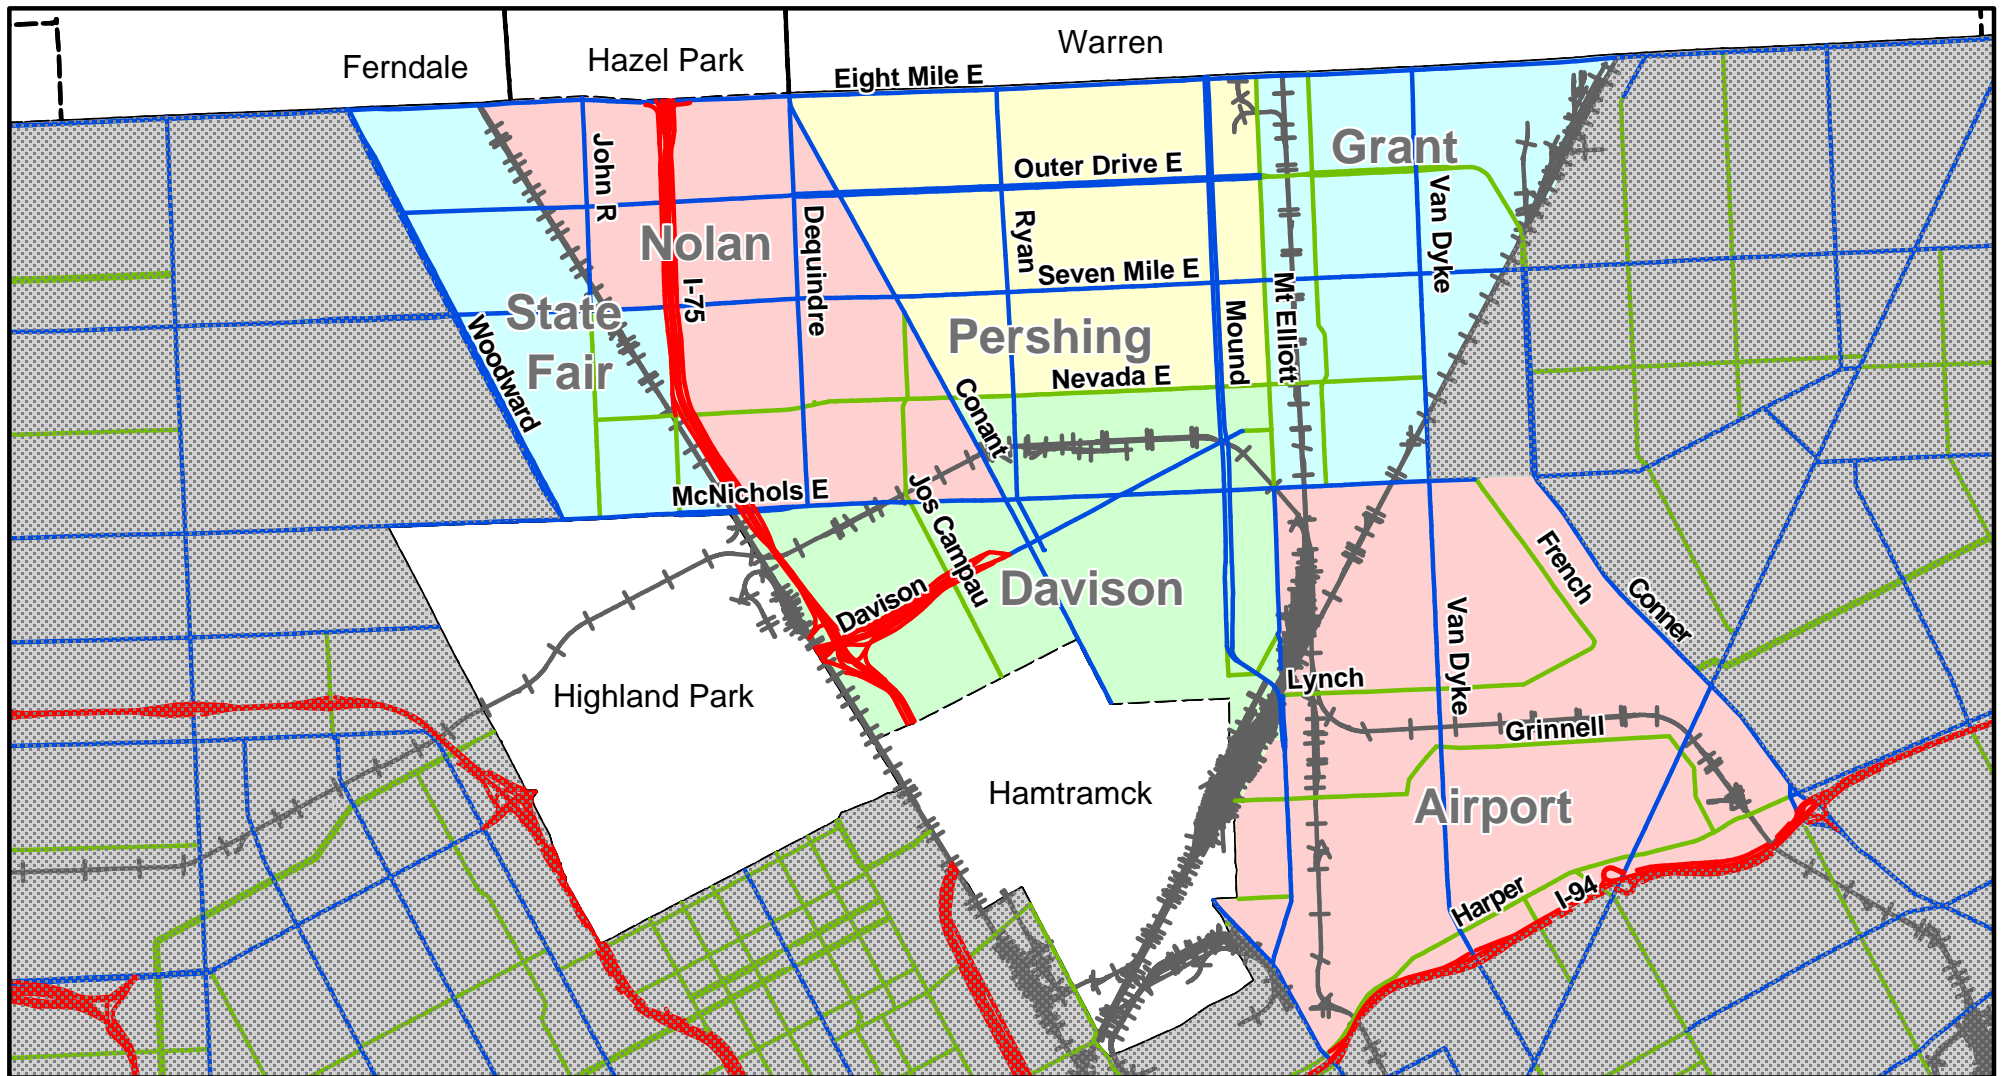 Ferndale
Hazel Park
Warren
Eight Mile E
John R
Outer Drive E
Grant
Van Dyke
Nolan
Dequindre
Ryan
Seven Mile E
I-75
Mt Elliott
Mound
State
Fair
Woodward
Pershing
Nevada E
Conant
McNichols E
Jos Campau
Davison
Davison
French
Conner
Van Dyke
Lynch
Highland Park
Grinnell
Hamtramck
Airport
Harper
I-94